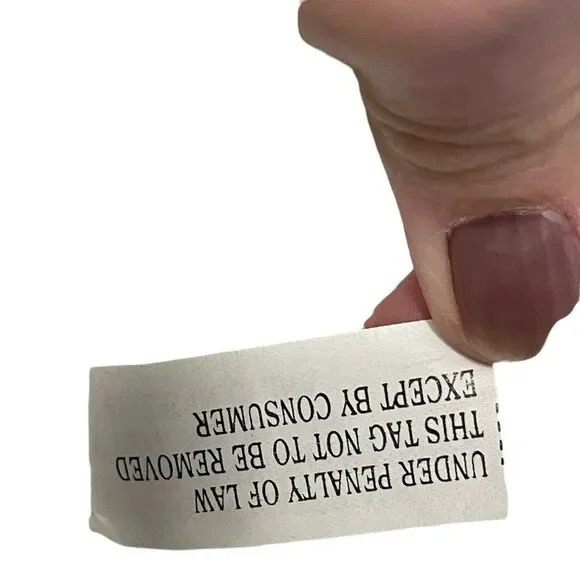 UNDER PENALTY OF LAW
THIS TAG NOT TO BE REMOVED
EXCEPT BY CONSUMER